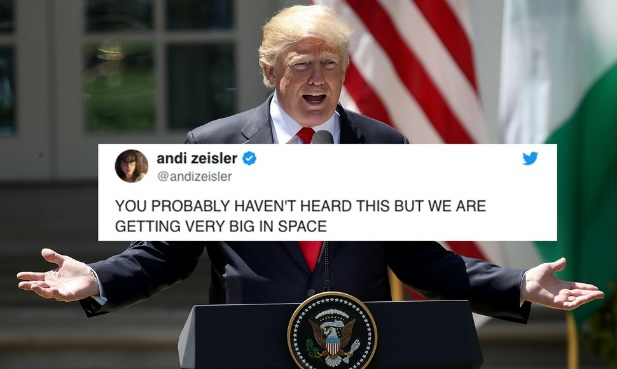 andi zeisler
@andizeisler
YOU PROBABLY HAVEN'T HEARD THIS BUT WE ARE
GETTING VERY BIG IN SPACE